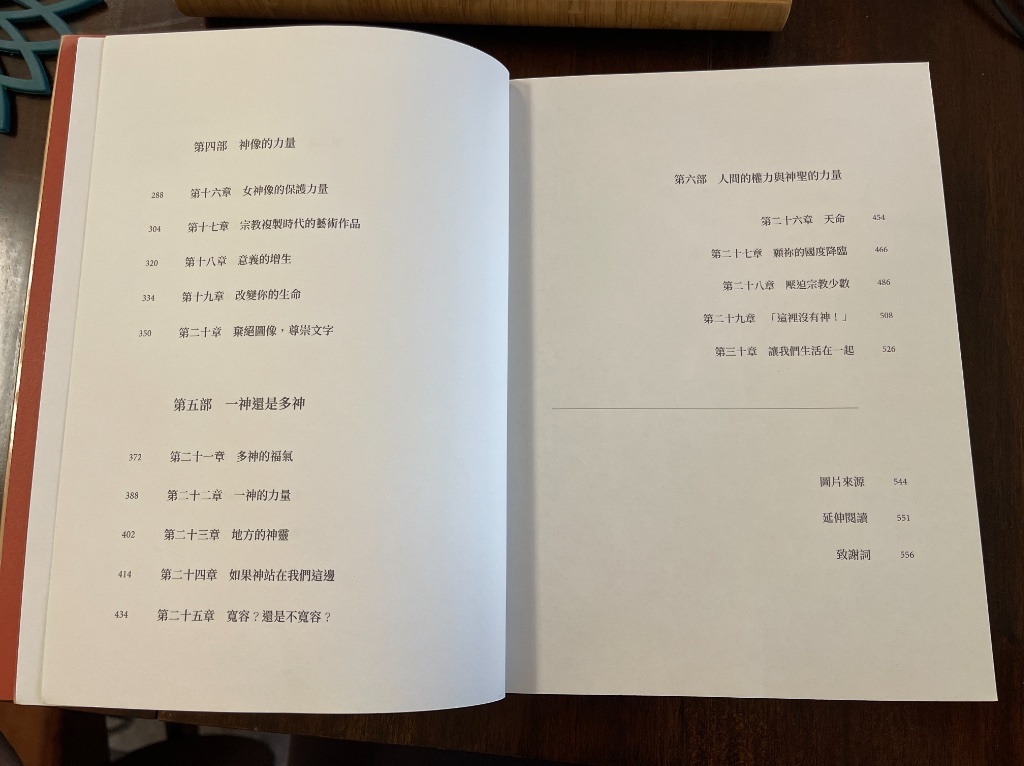 第四部 神像的力量
288 第十六章 女神像的保護力量
304 第十七章 宗教複製時代的藝術作品
320 第十八章 意義的增生
334 第十九章 改變你的生命
350 第二十章 棄絕圖像，尊崇文字
第五部 一神還是多神
372 第二十一章 多神的福氣
388 第二十二章 一神的力量
402 第二十三章 地方的神靈
414 第二十四章 如果神站在我們這邊
434 第二十五章 寬容？還是不寬容？
第六部 人間的權力與神聖的力量
第二十六章 天命 454
第二十七章 願祢的國度降臨 466
第二十八章 壓迫宗教少數 486
第二十九章 「這裡沒有神！」 508
第三十章 讓我們生活在一起 526
圖片來源 544
延伸閱讀 551
致謝詞 556